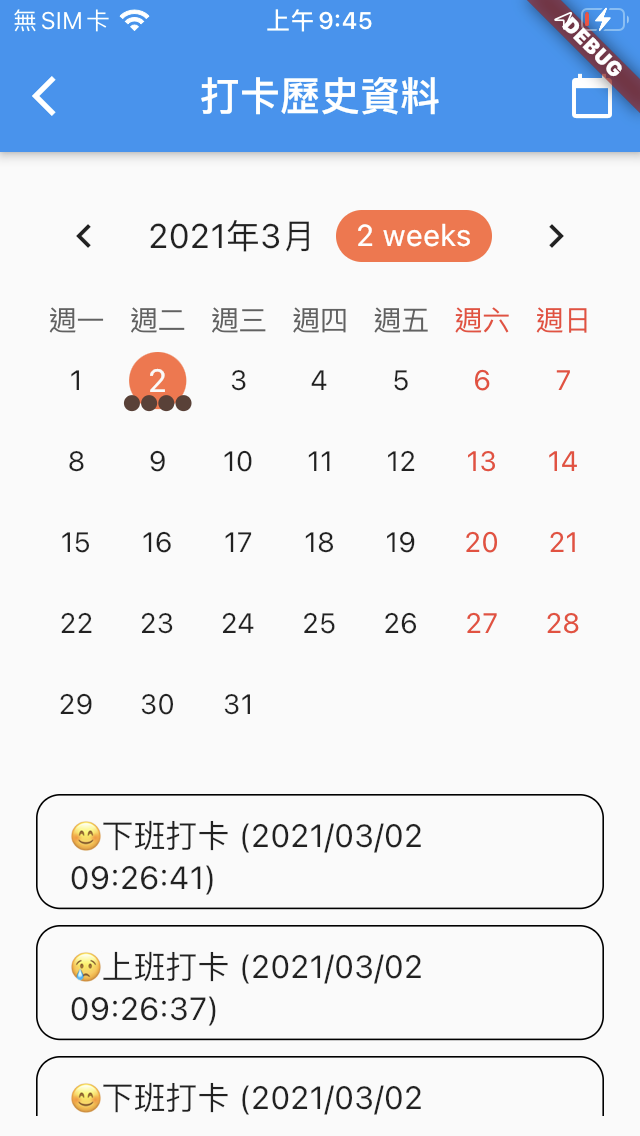 無SIM卡 上午9:45
DEBUG
打卡歷史資料
2021年3月 2 weeks
週一 週二 週三 週四 週五 週六 週日
1 2 3 4 5 6 7
8 9 10 11 12 13 14
15 16 17 18 19 20 21
22 23 24 25 26 27 28
29 30 31
😊下班打卡 (2021/03/02
09:26:41)
😢上班打卡 (2021/03/02
09:26:37)
😊下班打卡 (2021/03/02